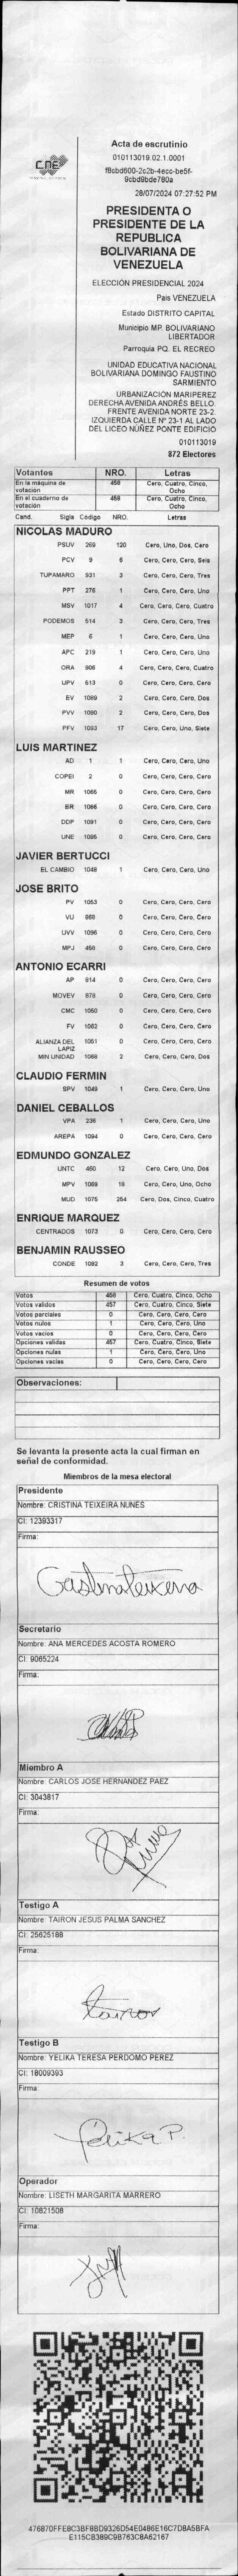 CNE
Acta de escrutinio
010113019.02.1.0001
28/07/2024 07:27:52 PM
PRESIDENTA O
PRESIDENTE DE LA
REPUBLICA
BOLIVARIANA DE
VENEZUELA
ELECCIÓN PRESIDENCIAL 2024
Pais VENEZUELA
Estado DISTRITO CAPITAL
Municipio MP. BOLIVARIANO
LIBERTADOR
Parroquia PQ. EL RECREO
UNIDAD EDUCATIVA NACIONAL
BOLIVARIANA DOMINGO FAUSTINO
SARMIENTO
URBANIZACIÓN MARIPEREZ
DERECHA AVENIDA ANDRÉS BELLO.
FRENTE AVENIDA NORTE 23-2.
IZQUIERDA CALLE Nº 23-1 AL LADO
DEL LICEO NÚÑEZ PONTE EDIFICIO
010113019
872 Electores
Votantes NRO. Letras
En la máquina de votación 458 Cero, Cuatro, Cinco, Ocho
En el cuaderno de votación 458 Cero, Cuatro, Cinco, Ocho
Cand. Sigla Código NRO. Letras
NICOLAS MADURO
PSUV 269 120 Cero, Uno, Dos, Cero
PCV 9 6 Cero, Cero, Cero, Seis
TUPAMARO 931 3 Cero, Cero, Cero, Tres
PPT 276 1 Cero, Cero, Cero, Uno
MSV 1017 4 Cero, Cero, Cero, Cuatro
PODEMOS 514 3 Cero, Cero, Cero, Tres
MEP 6 1 Cero, Cero, Cero, Uno
APC 219 1 Cero, Cero, Cero, Uno
ORA 906 4 Cero, Cero, Cero, Cuatro
UPV 613 0 Cero, Cero, Cero, Cero
EV 1089 2 Cero, Cero, Cero, Dos
PVV 1090 2 Cero, Cero, Cero, Dos
PFV 1093 17 Cero, Cero, Uno, Siete
LUIS MARTINEZ
AD 1 1 Cero, Cero, Cero, Uno
COPEI 2 0 Cero, Cero, Cero, Cero
MR 1065 0 Cero, Cero, Cero, Cero
BR 1066 0 Cero, Cero, Cero, Cero
DDP 1091 0 Cero, Cero, Cero, Cero
UNE 1095 0 Cero, Cero, Cero, Cero
JAVIER BERTUCCI
EL CAMBIO 1048 1 Cero, Cero, Cero, Uno
JOSE BRITO
PV 1053 0 Cero, Cero, Cero, Cero
VU 968 0 Cero, Cero, Cero, Cero
UVV 1096 0 Cero, Cero, Cero, Cero
MPJ 456 0 Cero, Cero, Cero, Cero
ANTONIO ECARRI
AP 814 0 Cero, Cero, Cero, Cero
MOVEV 878 0 Cero, Cero, Cero, Cero
CMC 1050 0 Cero, Cero, Cero, Cero
FV 1062 0 Cero, Cero, Cero, Cero
ALIANZA DEL LAPIZ 1051 0 Cero, Cero, Cero, Cero
MIN UNIDAD 1068 2 Cero, Cero, Cero, Dos
CLAUDIO FERMIN
SPV 1049 1 Cero, Cero, Cero, Uno
DANIEL CEBALLOS
VPA 236 1 Cero, Cero, Cero, Uno
AREPA 1094 0 Cero, Cero, Cero, Cero
EDMUNDO GONZALEZ
UNTC 460 12 Cero, Cero, Uno, Dos
MPV 1069 18 Cero, Cero, Uno, Ocho
MUD 1075 254 Cero, Dos, Cinco, Cuatro
ENRIQUE MARQUEZ
CENTRADOS 1073 0 Cero, Cero, Cero, Cero
BENJAMIN RAUSSEO
CONDE 1092 3 Cero, Cero, Cero, Tres
Resumen de votos
Votos 458 Cero, Cuatro, Cinco, Ocho
Votos validos 457 Cero, Cuatro, Cinco, Siete
Votos parciales 0 Cero, Cero, Cero, Cero
Votos nulos 1 Cero, Cero, Cero, Uno
Votos vacios 0 Cero, Cero, Cero, Cero
Opciones validas 457 Cero, Cuatro, Cinco, Siete
Opciones nulas 1 Cero, Cero, Cero, Uno
Opciones vacias 0 Cero, Cero, Cero, Cero
Observaciones:
Se levanta la presente acta la cual firman en
señal de conformidad.
Miembros de la mesa electoral
Presidente
Nombre: CRISTINA TEIXEIRA NUNES
CI: 12393317
Firma:
Secretario
Nombre: ANA MERCEDES ACOSTA ROMERO
CI: 9065224
Firma:
Miembro A
Nombre: CARLOS JOSE HERNANDEZ PAEZ
CI: 3043817
Firma:
Testigo A
Nombre: TAIRON JESUS PALMA SANCHEZ
CI: 25625188
Firma:
Testigo B
Nombre: YELIKA TERESA PERDOMO PEREZ
CI: 18009393
Firma:
Yelika P.
Operador
Nombre: LISETH MARGARITA MARRERO
CI: 10821508
Firma:
476870FFE8C3BF8BD9326D54E0486E16C7D8A5BFA
E115CB389C9B763C8A62167